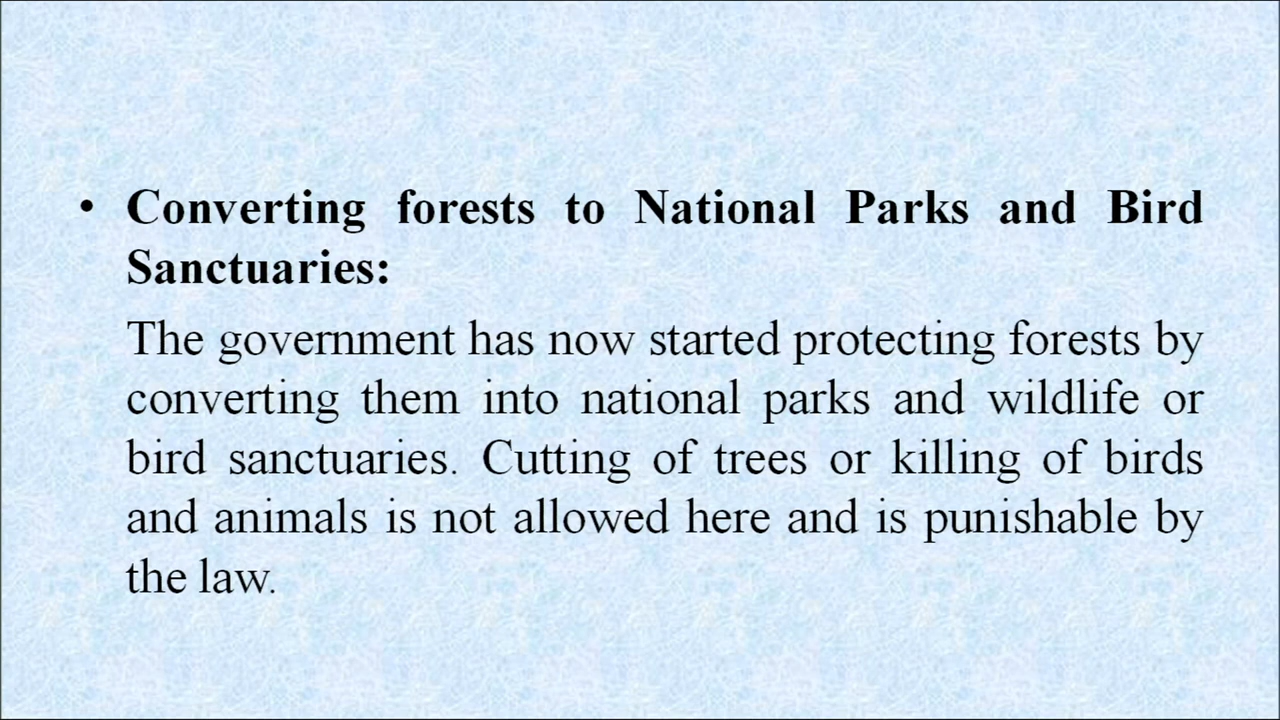 • Converting forests to National Parks and Bird
Sanctuaries:
The government has now started protecting forests by
converting them into national parks and wildlife or
bird sanctuaries. Cutting of trees or killing of birds
and animals is not allowed here and is punishable by
the law.